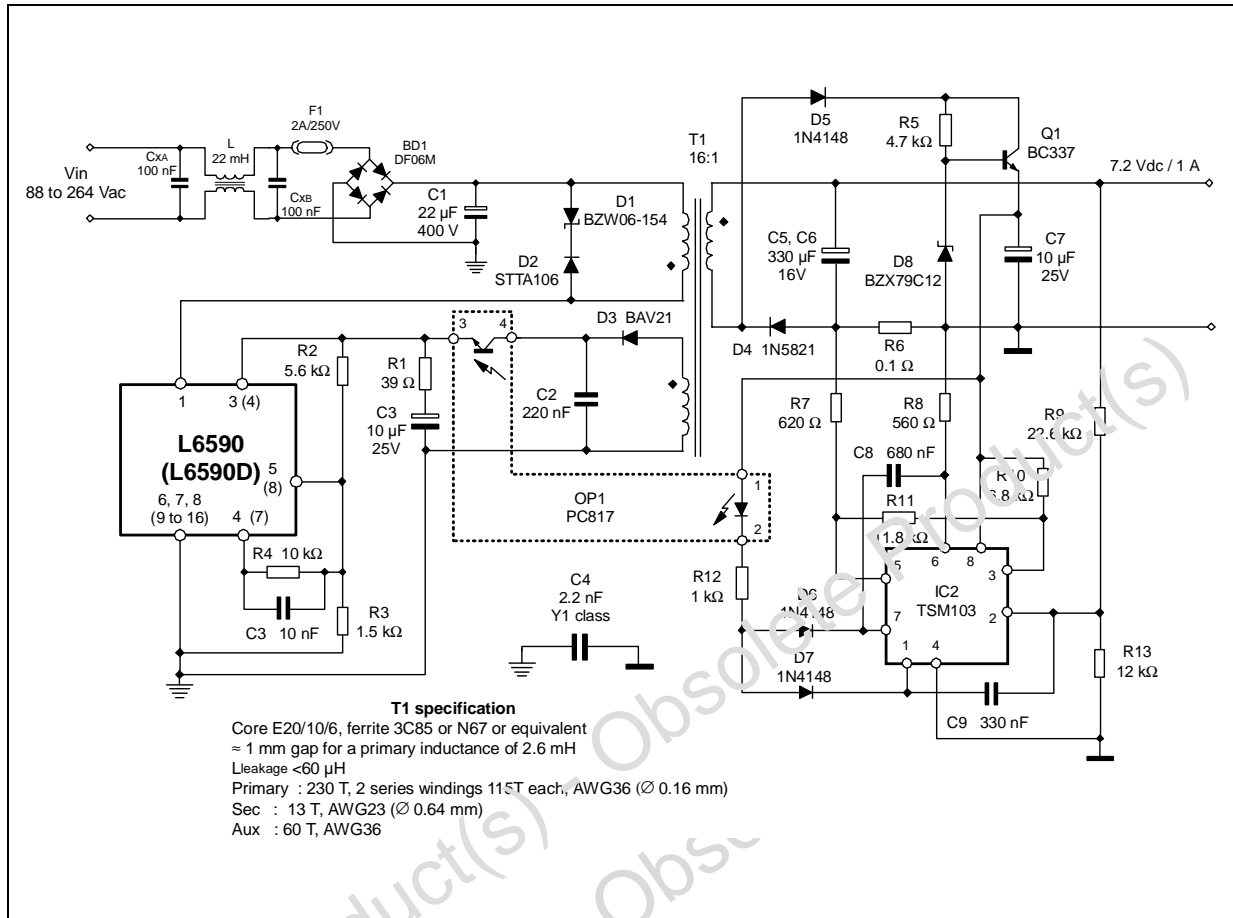 F1
2A/250V
L
22 mH
CXA
100 nF
CXB
100 nF
BD1
DF06M
Vin
88 to 264 Vac
C1
22 µF
400 V
D1
BZW06-154
D2
STTA106
T1
16:1
D5
1N4148
R5
4.7 kΩ
Q1
BC337
7.2 Vdc / 1 A
C5, C6
330 µF
16V
D8
BZX79C12
C7
10 µF
25V
D4 1N5821
R6
0.1 Ω
D3 BAV21
3
4
R2
5.6 kΩ
R1
39 Ω
C3
10 µF
25V
C2
220 nF
1
3 (4)
L6590
(L6590D)
5
(8)
6, 7, 8
(9 to 16)
4 (7)
R4 10 kΩ
C3 10 nF
R3
1.5 kΩ
OP1
PC817
1
2
R7
620 Ω
R8
560 Ω
C8 680 nF
R9
R10
R11
R12
1 kΩ
D6
1N4148
D7
1N4148
5
6
8
3
IC2
TSM103
7
2
1
4
R13
12 kΩ
C9 330 nF
C4
2.2 nF
Y1 class
T1 specification
Core E20/10/6, ferrite 3C85 or N67 or equivalent
≈ 1 mm gap for a primary inductance of 2.6 mH
Lleakage <60 µH
Primary : 230 T, 2 series windings 115T each, AWG36 (∅ 0.16 mm)
Sec : 13 T, AWG23 (∅ 0.64 mm)
Aux : 60 T, AWG36
duct(s) - Obsolete Product(s)
Obso